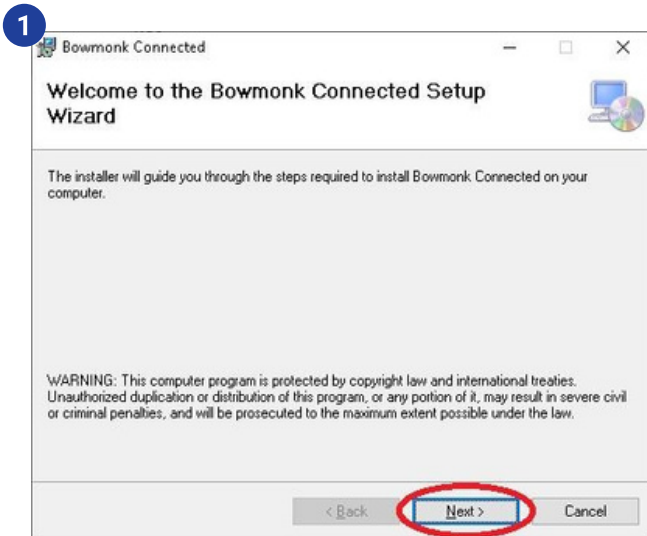 1
Bowmonk Connected
Welcome to the Bowmonk Connected Setup
Wizard
The installer will guide you through the steps required to install Bowmonk Connected on your
computer.
WARNING: This computer program is protected by copyright law and international treaties.
Unauthorized duplication or distribution of this program, or any portion of it, may result in severe civil
or criminal penalties, and will be prosecuted to the maximum extent possible under the law.
< Back Next > Cancel